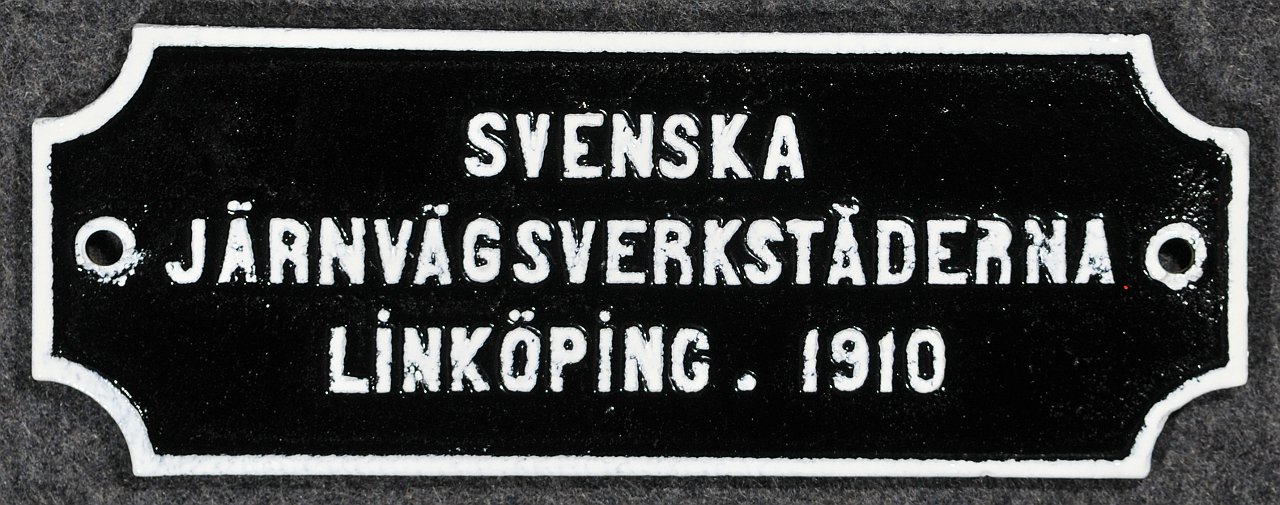 SVENSKA
JÄRNVÄGSVERKSTÄDERNA
LiNKÖPiNG. 1910